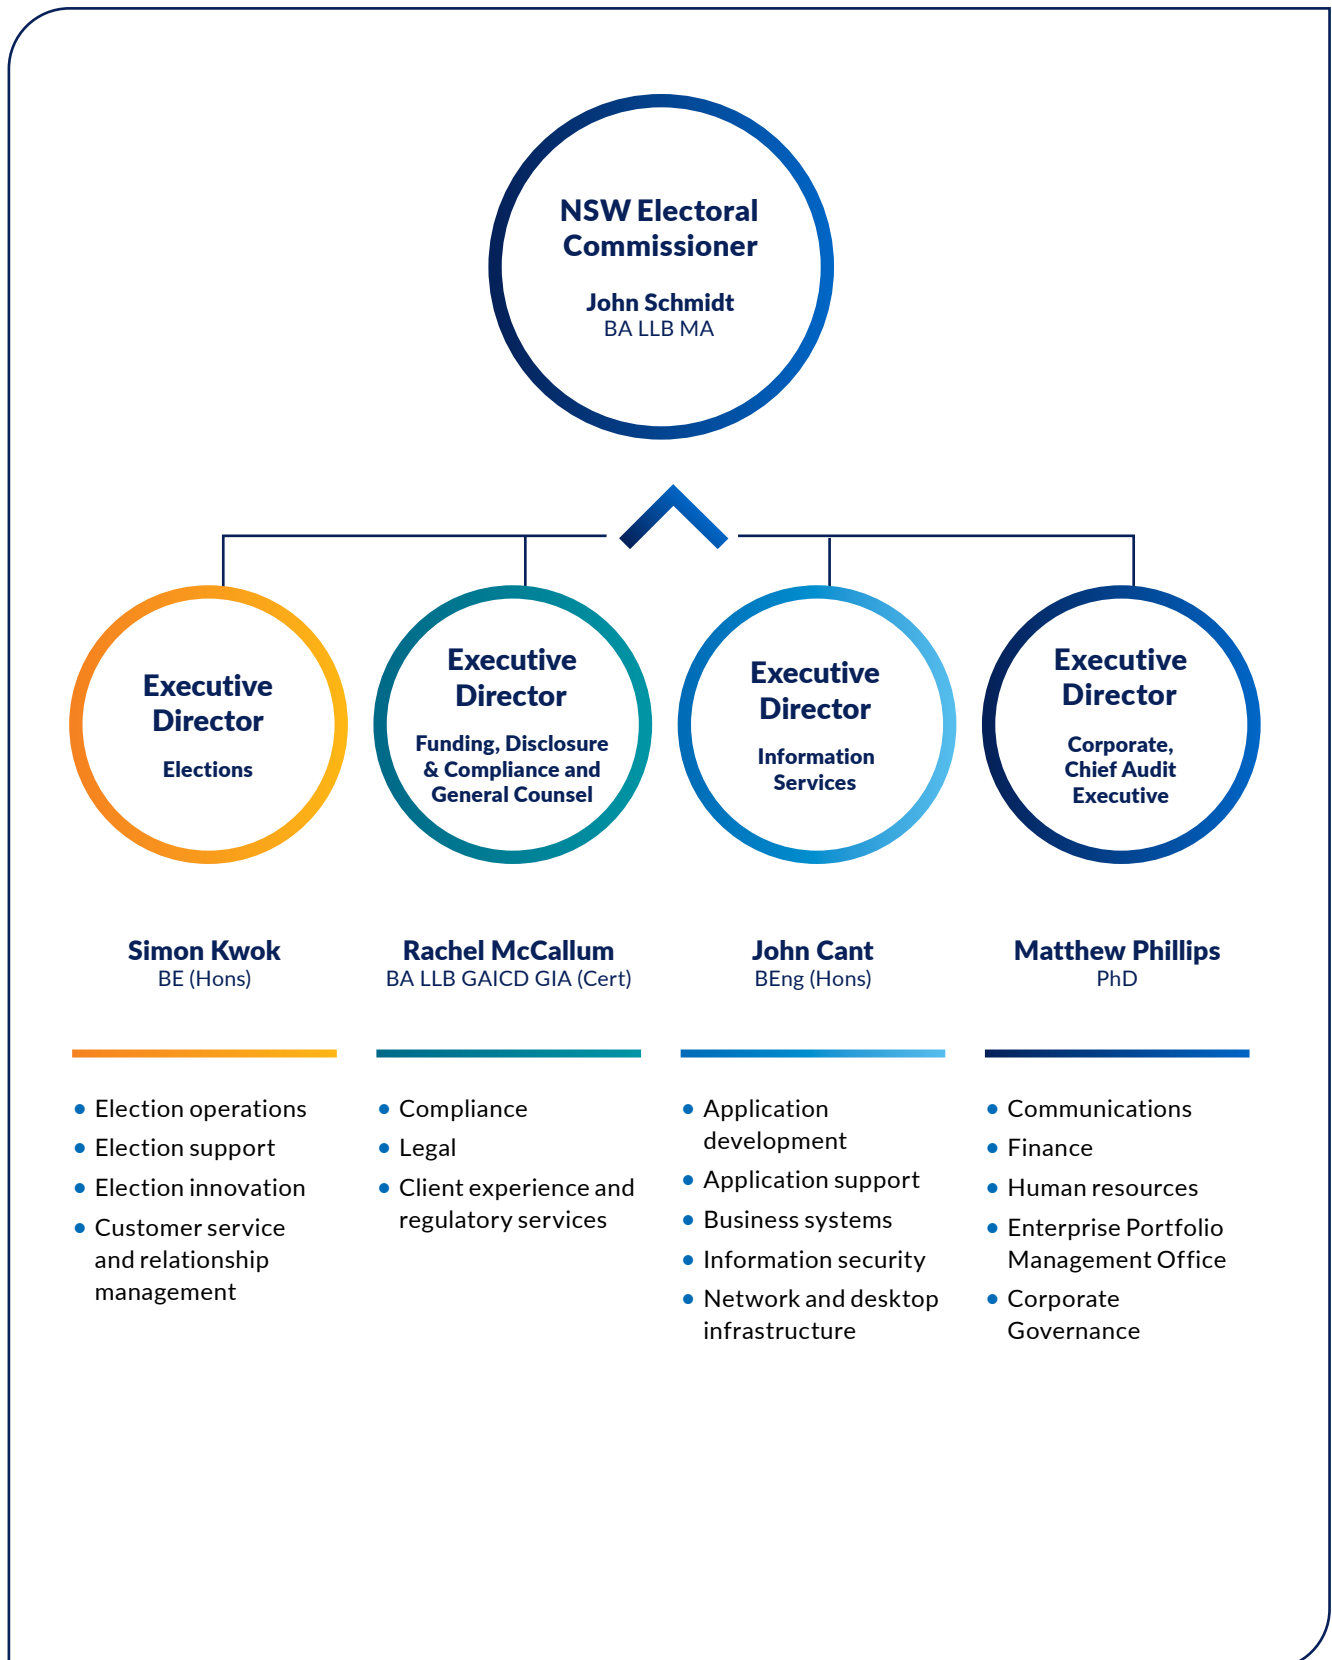 NSW Electoral
Commissioner
John Schmidt
BA LLB MA
Executive
Director
Elections
Executive
Director
Funding, Disclosure
& Compliance and
General Counsel
Executive
Director
Information
Services
Executive
Director
Corporate,
Chief Audit
Executive
Simon Kwok
BE (Hons)
Rachel McCallum
BA LLB GAICD GIA (Cert)
John Cant
BEng (Hons)
Matthew Phillips
PhD
• Election operations
• Election support
• Election innovation
• Customer service
and relationship
management
• Compliance
• Legal
• Client experience and
regulatory services
• Application
development
• Application support
• Business systems
• Information security
• Network and desktop
infrastructure
• Communications
• Finance
• Human resources
• Enterprise Portfolio
Management Office
• Corporate
Governance